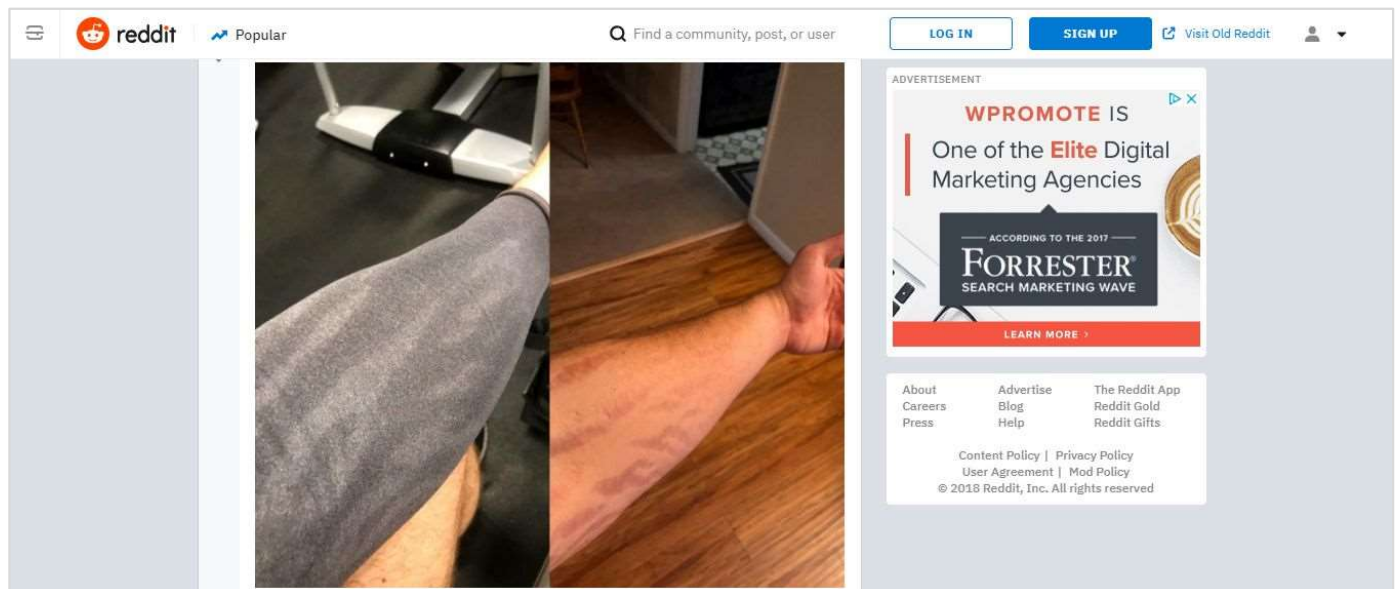 reddit
Popular
Find a community, post, or user
LOG IN
SIGN UP
Visit Old Reddit
ADVERTISEMENT
WPROMOTE IS
One of the Elite Digital
Marketing Agencies
ACCORDING TO THE 2017
FORRESTER®
SEARCH MARKETING WAVE
LEARN MORE >
About Advertise The Reddit App
Careers Blog Reddit Gold
Press Help Reddit Gifts
Content Policy | Privacy Policy
User Agreement | Mod Policy
© 2018 Reddit, Inc. All rights reserved